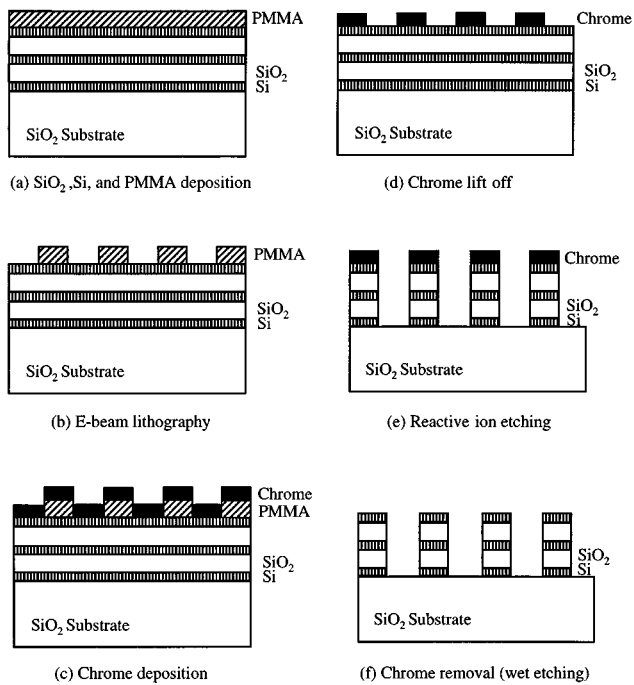 PMMA
SiO2
Si
SiO2 Substrate
(a) SiO2 ,Si, and PMMA deposition
PMMA
SiO2
Si
SiO2 Substrate
(b) E-beam lithography
Chrome
PMMA
SiO2
Si
SiO2 Substrate
(c) Chrome deposition
Chrome
SiO2
Si
SiO2 Substrate
(d) Chrome lift off
Chrome
SiO2
Si
SiO2 Substrate
(e) Reactive ion etching
SiO2
Si
SiO2 Substrate
(f) Chrome removal (wet etching)